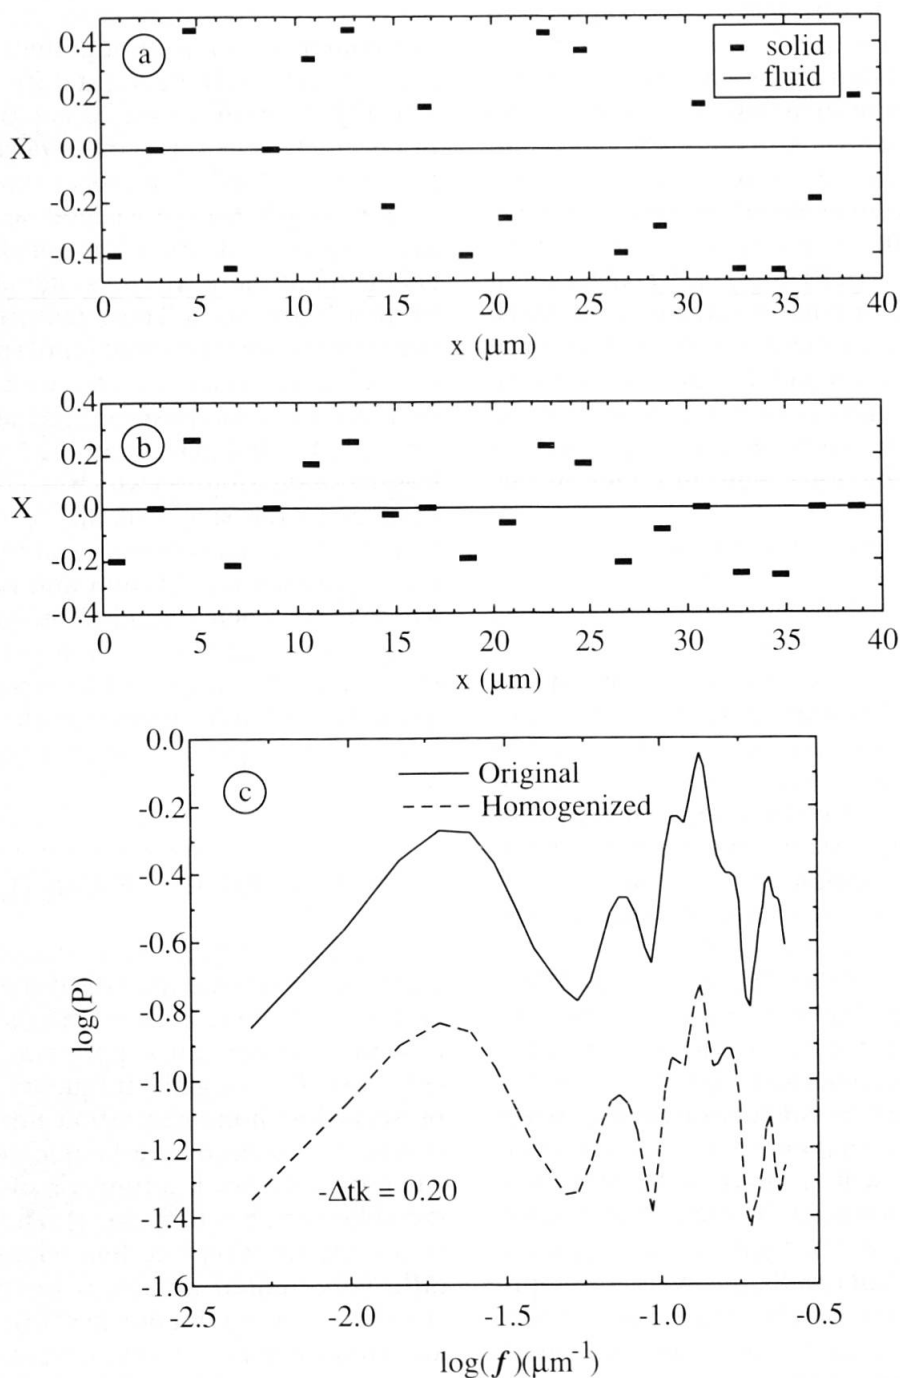 a
solid
fluid
0.4
0.2
0.0
-0.2
-0.4
X
0 5 10 15 20 25 30 35 40
x (μm)
b
0.4
0.2
0.0
-0.2
-0.4
X
0 5 10 15 20 25 30 35 40
x (μm)
c
Original
Homogenized
0.0
-0.2
-0.4
-0.6
-0.8
-1.0
-1.2
-1.4
-1.6
log(P)
-Δtk = 0.20
-2.5 -2.0 -1.5 -1.0 -0.5
log(f)(μm⁻¹)